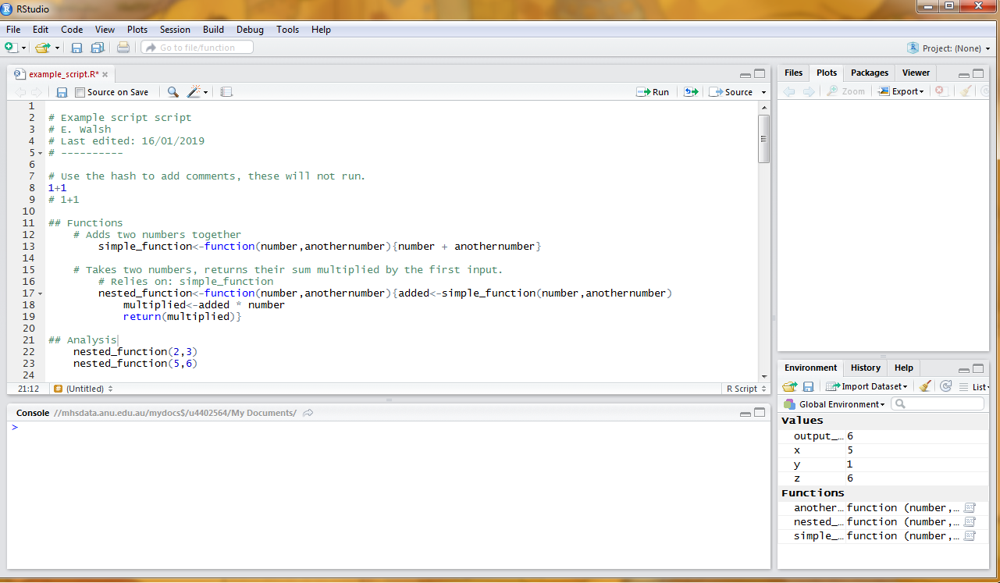 RStudio
File Edit Code View Plots Session Build Debug Tools Help
Go to file/function
Project: (None)
example_script.R*
Source on Save
Run
Source
1
2 # Example script script
3 # E. Walsh
4 # Last edited: 16/01/2019
5 # ----------
6
7 # Use the hash to add comments, these will not run.
8 1+1
9 # 1+1
10
11 ## Functions
12 # Adds two numbers together
13 simple_function<-function(number,anothernumber){number + anothernumber}
14
15 # Takes two numbers, returns their sum multiplied by the first input.
16 # Relies on: simple_function
17 nested_function<-function(number,anothernumber){added<-simple_function(number,anothernumber)
18 multiplied<-added * number
19 return(multiplied)}
20
21 ## Analysis
22 nested_function(2,3)
23 nested_function(5,6)
24
21:12 # (Untitled) R Script
Console //mhsdata.anu.edu.au/mydocs$/u4402564/My Documents/
>
Files Plots Packages Viewer
Zoom Export
Environment History Help
Import Dataset List
Global Environment
Values
output_… 6
x 5
y 1
z 6
Functions
another… function (number,…
nested_… function (number,…
simple_… function (number,…